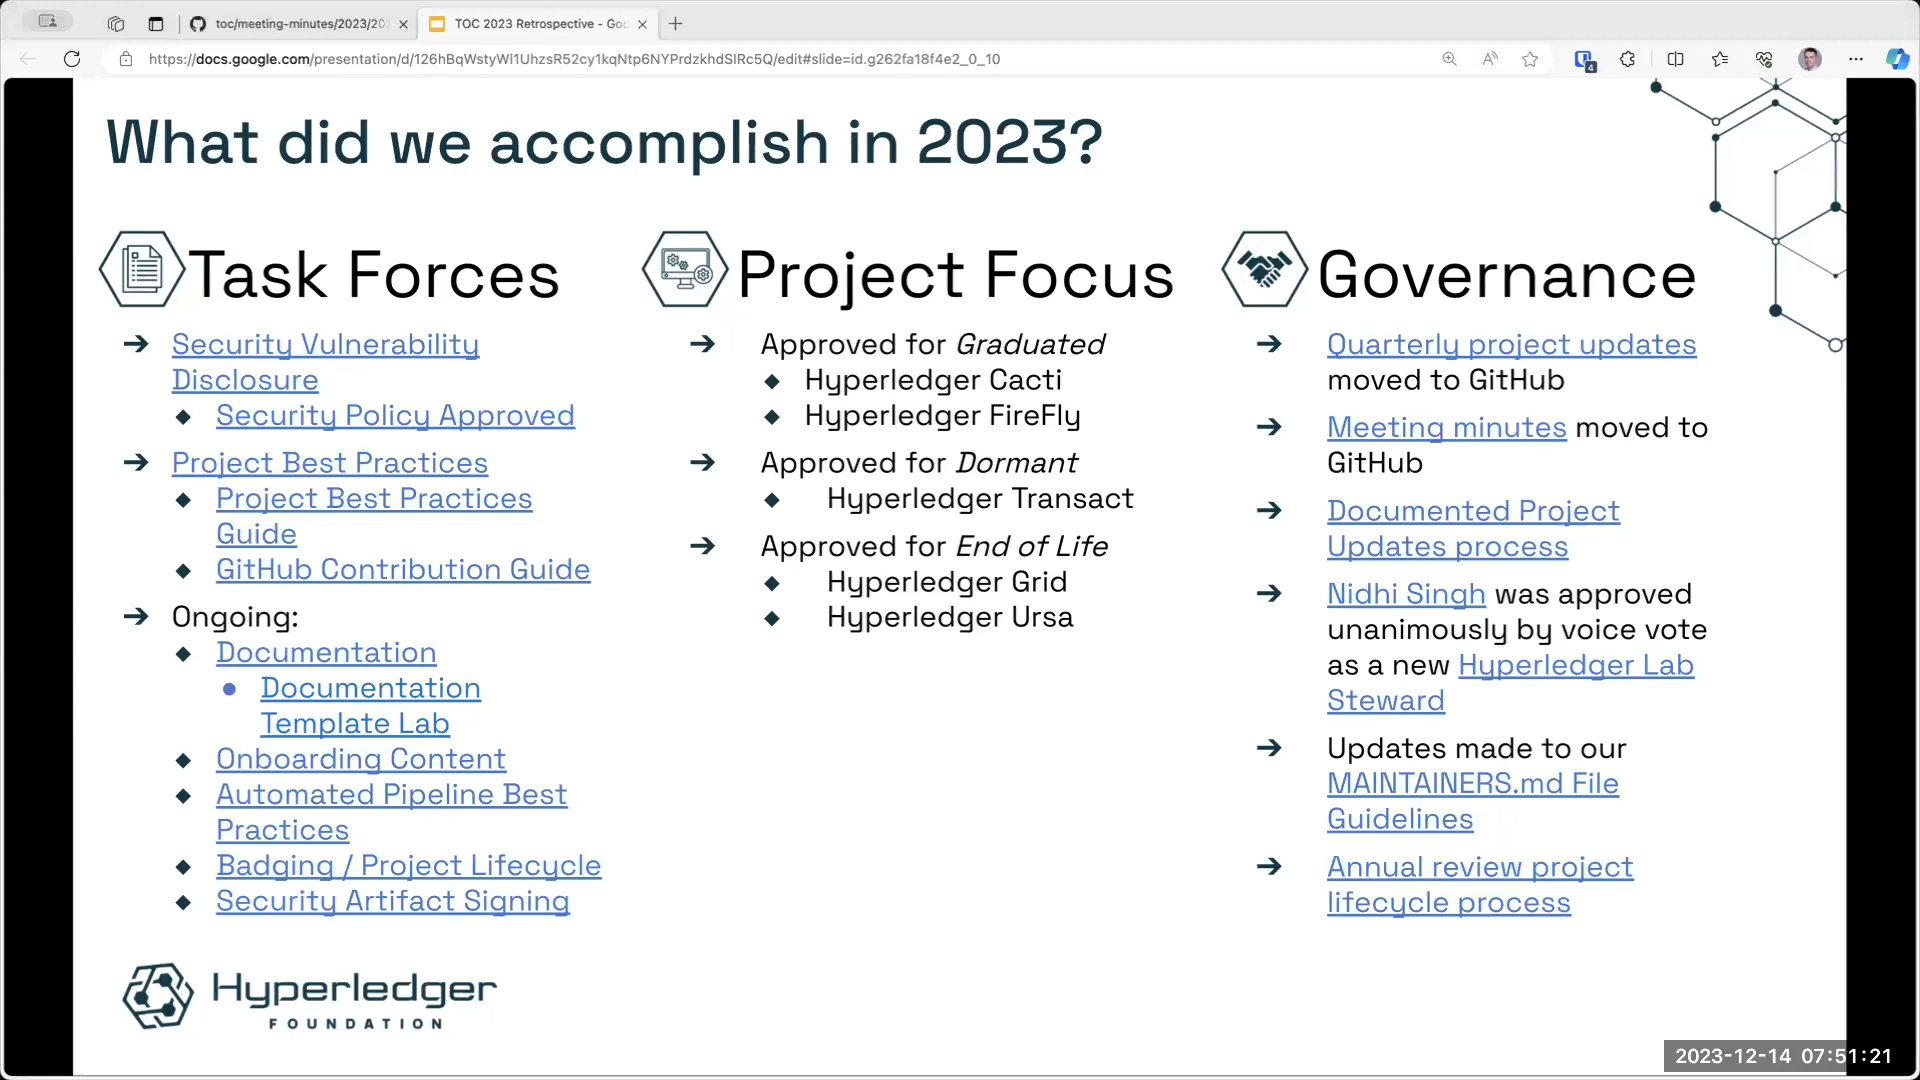 toc/meeting-minutes/2023/20
TOC 2023 Retrospective - Goo
https://docs.google.com/presentation/d/126hBqWstyWl1UhzsR52cy1kqNtp6NYPrdzkhdSlRc5Q/edit#slide=id.g262fa18f4e2_0_10
4
What did we accomplish in 2023?
Task Forces
➔ Security Vulnerability
Disclosure
◆ Security Policy Approved
➔ Project Best Practices
◆ Project Best Practices
Guide
◆ GitHub Contribution Guide
➔ Ongoing:
◆ Documentation
● Documentation
Template Lab
◆ Onboarding Content
◆ Automated Pipeline Best
Practices
◆ Badging / Project Lifecycle
◆ Security Artifact Signing
Project Focus
➔ Approved for Graduated
◆ Hyperledger Cacti
◆ Hyperledger FireFly
➔ Approved for Dormant
◆ Hyperledger Transact
➔ Approved for End of Life
◆ Hyperledger Grid
◆ Hyperledger Ursa
Governance
➔ Quarterly project updates
moved to GitHub
➔ Meeting minutes moved to
GitHub
➔ Documented Project
Updates process
➔ Nidhi Singh was approved
unanimously by voice vote
as a new Hyperledger Lab
Steward
➔ Updates made to our
MAINTAINERS.md File
Guidelines
➔ Annual review project
lifecycle process
Hyperledger
FOUNDATION
2023-12-14 07:51:21